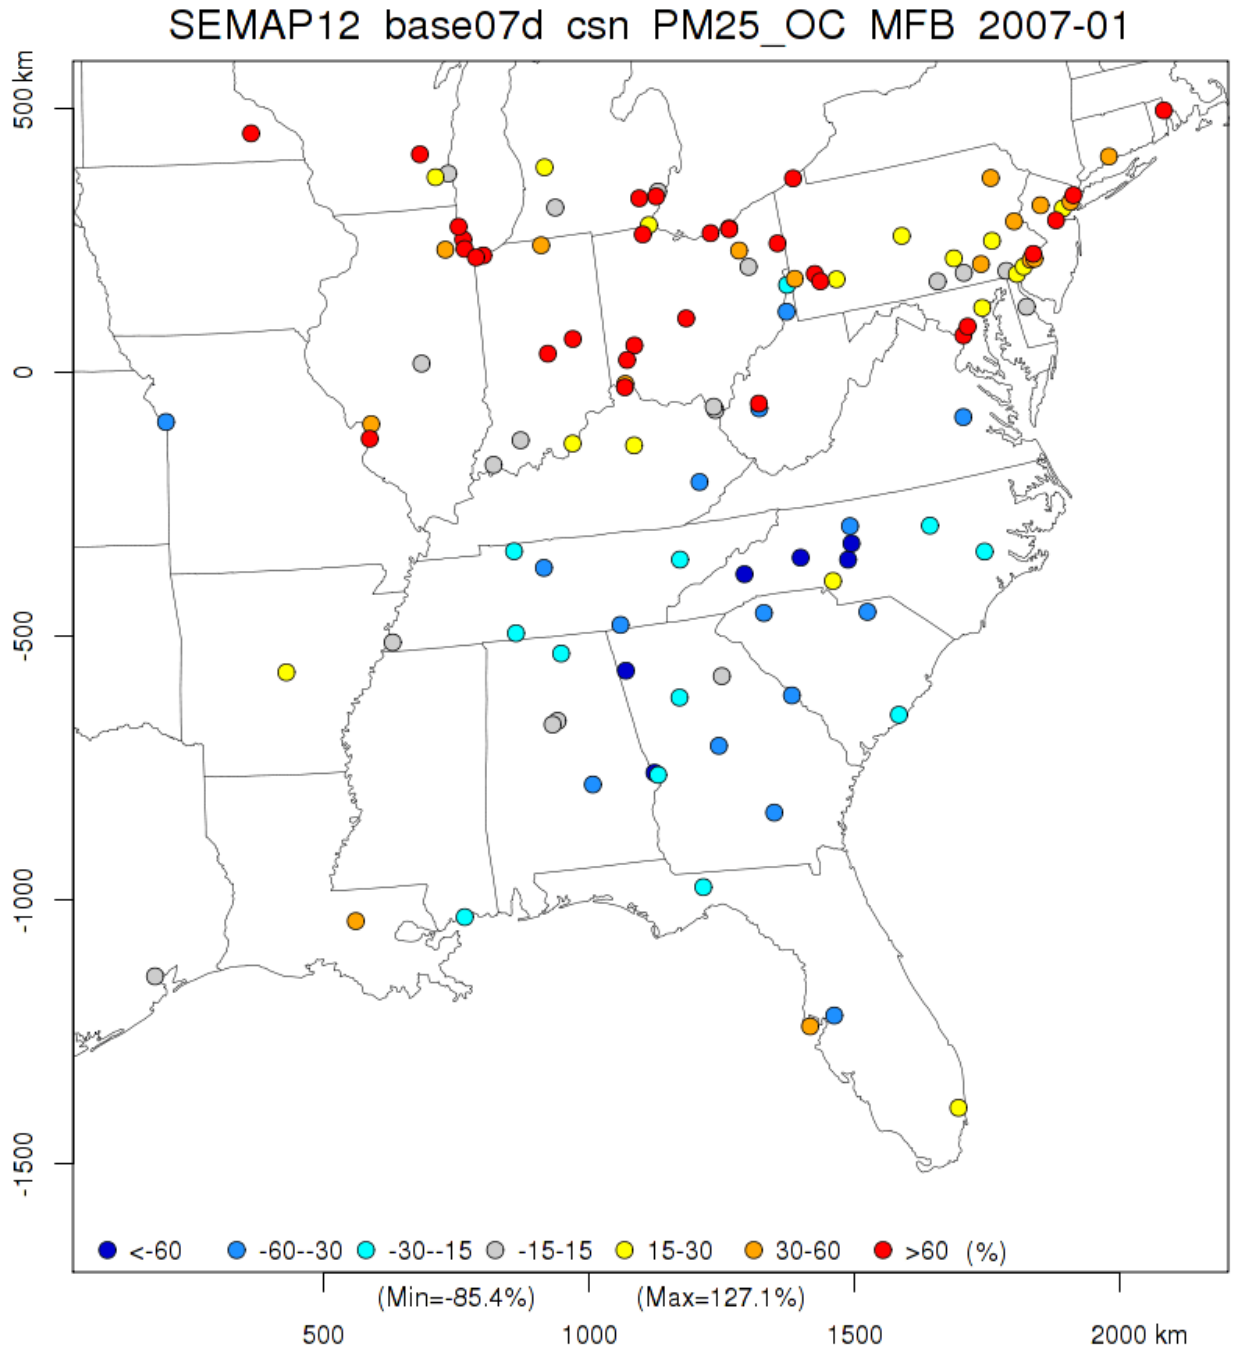 SEMAP12 base07d csn PM25_OC MFB 2007-01
500 km
0
-500
-1000
-1500
<-60 -60--30 -30--15 -15-15 15-30 30-60 >60 (%)
(Min=-85.4%) (Max=127.1%)
500 1000 1500 2000 km